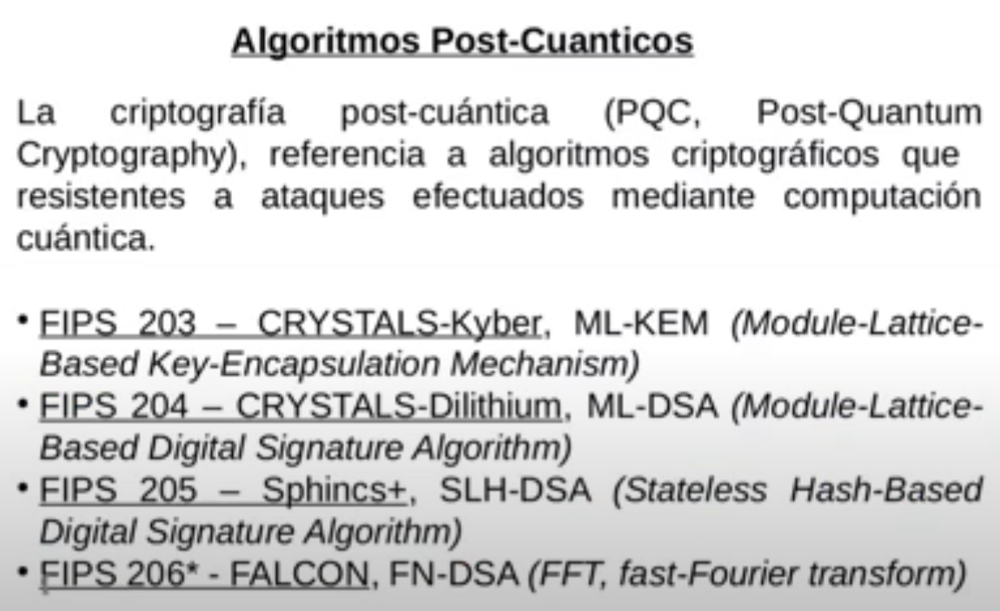 Algoritmos Post-Cuanticos
La criptografía post-cuántica (PQC, Post-Quantum
Cryptography), referencia a algoritmos criptográficos que
resistentes a ataques efectuados mediante computación
cuántica.
• FIPS 203 – CRYSTALS-Kyber, ML-KEM (Module-Lattice-
Based Key-Encapsulation Mechanism)
• FIPS 204 – CRYSTALS-Dilithium, ML-DSA (Module-Lattice-
Based Digital Signature Algorithm)
• FIPS 205 – Sphincs+, SLH-DSA (Stateless Hash-Based
Digital Signature Algorithm)
• FIPS 206* - FALCON, FN-DSA (FFT, fast-Fourier transform)